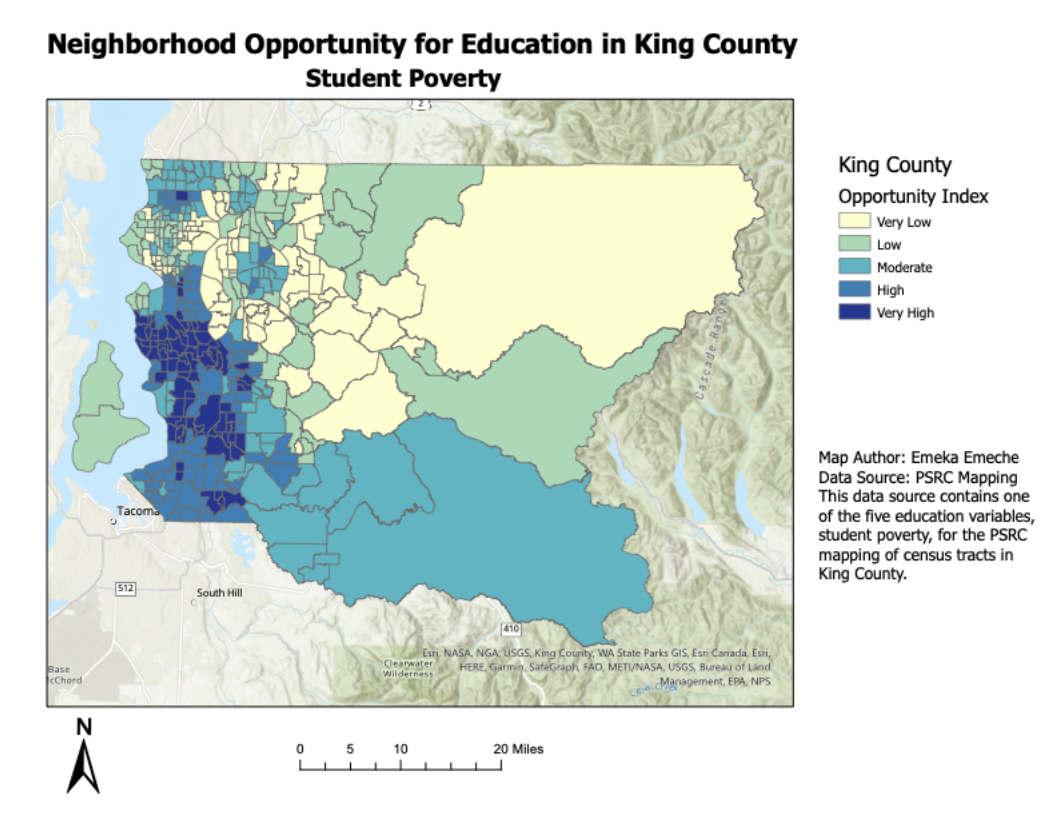 Neighborhood Opportunity for Education in King County
Student Poverty
2
King County
Opportunity Index
Very Low
Low
Moderate
High
Very High
Cascade Range
Map Author: Emeka Emeche
Data Source: PSRC Mapping
This data source contains one
of the five education variables,
student poverty, for the PSRC
mapping of census tracts in
King County.
Tacoma
512
South Hill
410
Esri, NASA, NGA, USGS, King County, WA State Parks GIS, Esri Canada, Esri,
HERE, Garmin, SafeGraph, FAO, METI/NASA, USGS, Bureau of Land
Management, EPA, NPS
Clearwater
Wilderness
Base
cChord
N
0 5 10 20 Miles